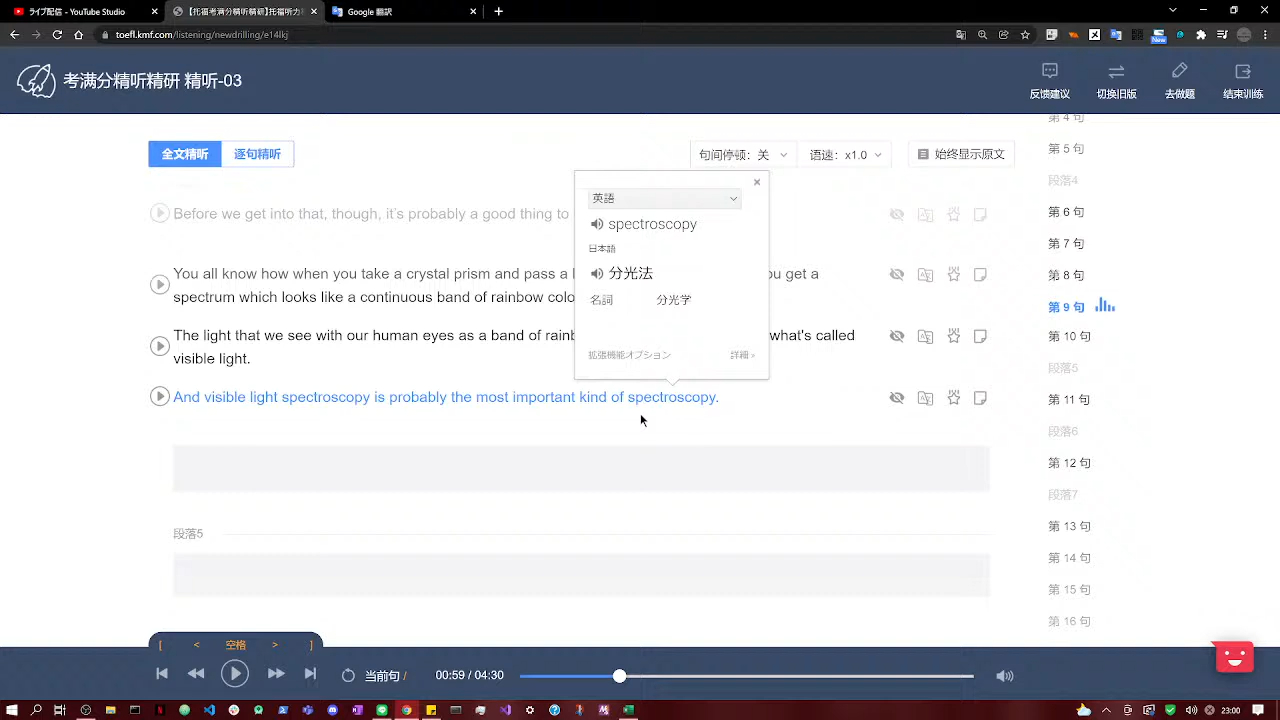 ライブ配信 - YouTube Studio
【托福考满分精听精研】托福听力
Google 翻訳
toefl.kmf.com/listening/newdrilling/e14lkj
New
考满分精听精研 精听-03
反馈建议
切换旧版
去做题
结束训练
全文精听
逐句精听
句间停顿：关
语速：x1.0
始终显示原文
Before we get into that, though, it's probably a good thing to
You all know how when you take a crystal prism and pass a
ou get a
spectrum which looks like a continuous band of rainbow colo
The light that we see with our human eyes as a band of rainb
what's called
visible light.
And visible light spectroscopy is probably the most important kind of spectroscopy.
英語
spectroscopy
日本語
分光法
名詞 分光学
拡張機能オプション
詳細 »
段落5
第 4 句
第 5 句
段落4
第 6 句
第 7 句
第 8 句
第 9 句
第 10 句
段落5
第 11 句
段落6
第 12 句
段落7
第 13 句
第 14 句
第 15 句
第 16 句
[ < 空格 > ]
当前句 /
00:59 / 04:30
23:00